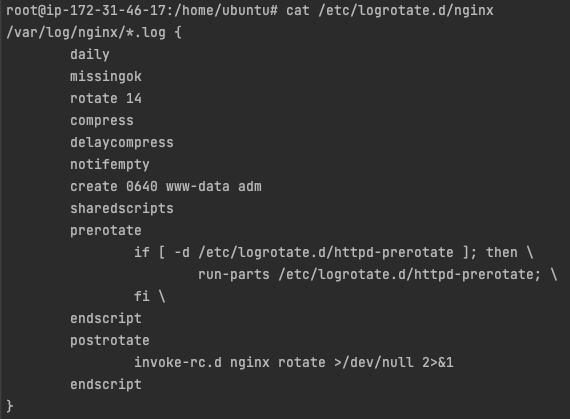 root@ip-172-31-46-17:/home/ubuntu# cat /etc/logrotate.d/nginx
/var/log/nginx/*.log {
        daily
        missingok
        rotate 14
        compress
        delaycompress
        notifempty
        create 0640 www-data adm
        sharedscripts
        prerotate
                if [ -d /etc/logrotate.d/httpd-prerotate ]; then \
                        run-parts /etc/logrotate.d/httpd-prerotate; \
                fi \
        endscript
        postrotate
                invoke-rc.d nginx rotate >/dev/null 2>&1
        endscript
}